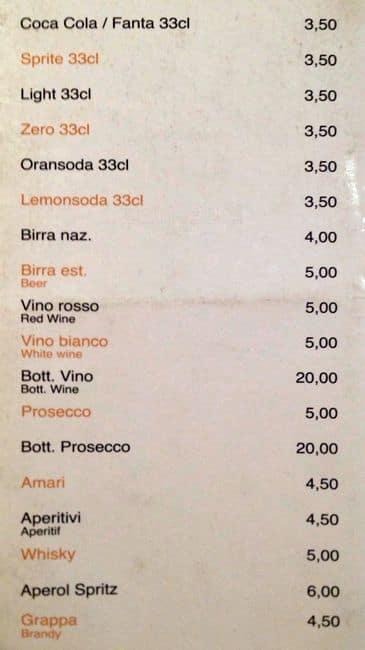 Coca Cola / Fanta 33cl 3,50
Sprite 33cl 3,50
Light 33cl 3,50
Zero 33cl 3,50
Oransoda 33cl 3,50
Lemonsoda 33cl 3,50
Birra naz. 4,00
Birra est. 5,00
Beer
Vino rosso 5,00
Red Wine
Vino bianco 5,00
White wine
Bott. Vino 20,00
Bott. Wine
Prosecco 5,00
Bott. Prosecco 20,00
Amari 4,50
Aperitivi 4,50
Aperitif
Whisky 5,00
Aperol Spritz 6,00
Grappa 4,50
Brandy